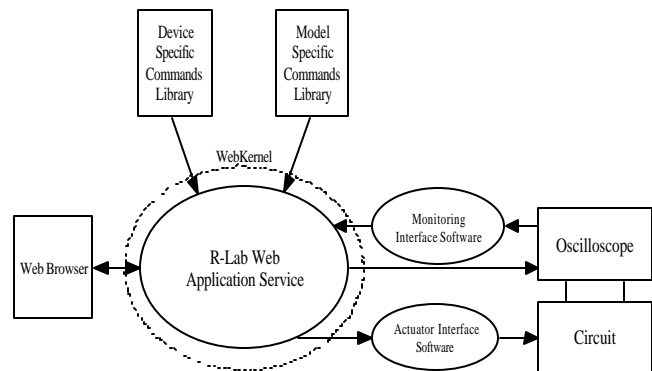 Device
Specific
Commands
Library
Model
Specific
Commands
Library
WebKernel
Monitoring
Interface Software
Web Browser
R-Lab Web
Application Service
Oscilloscope
Actuator Interface
Software
Circuit